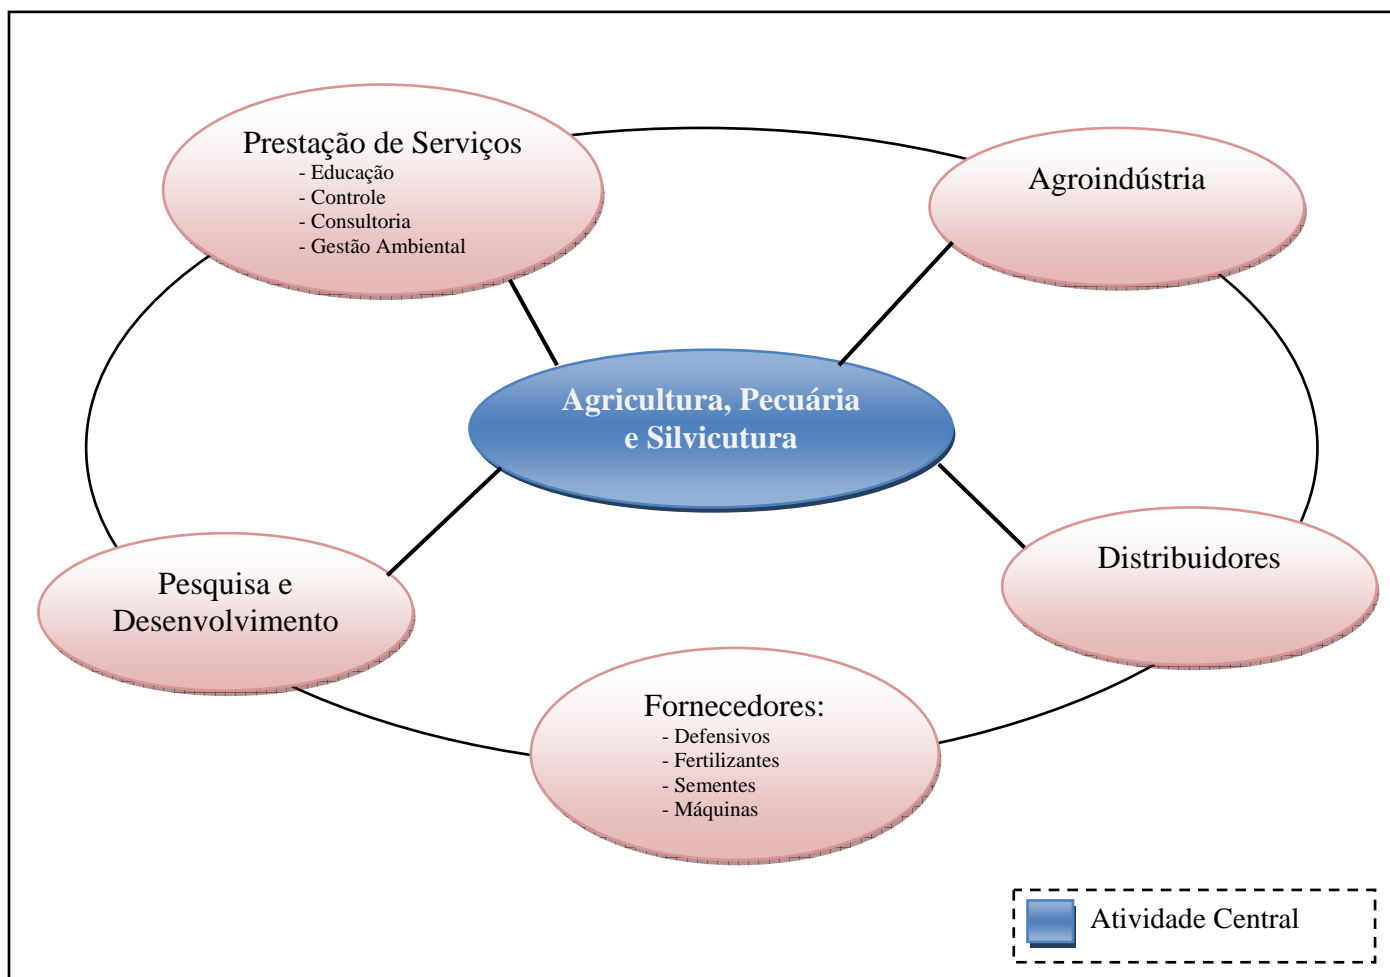 Prestação de Serviços
- Educação
- Controle
- Consultoria
- Gestão Ambiental
Agroindústria
Agricultura, Pecuária
e Silvicutura
Pesquisa e
Desenvolvimento
Distribuidores
Fornecedores:
- Defensivos
- Fertilizantes
- Sementes
- Máquinas
Atividade Central